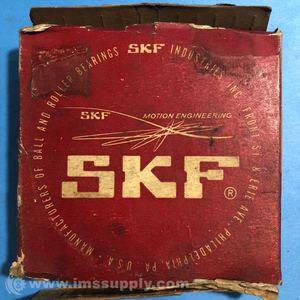 MANUFACTURERS OF BALL AND ROLLER BEARINGS SKF INDUSTRIES INC. FRONT ST. & ERIE AVE. PHILADELPHIA, PA. U.S.A.
SKF MOTION ENGINEERING
SKF®
© www.imssupply.com